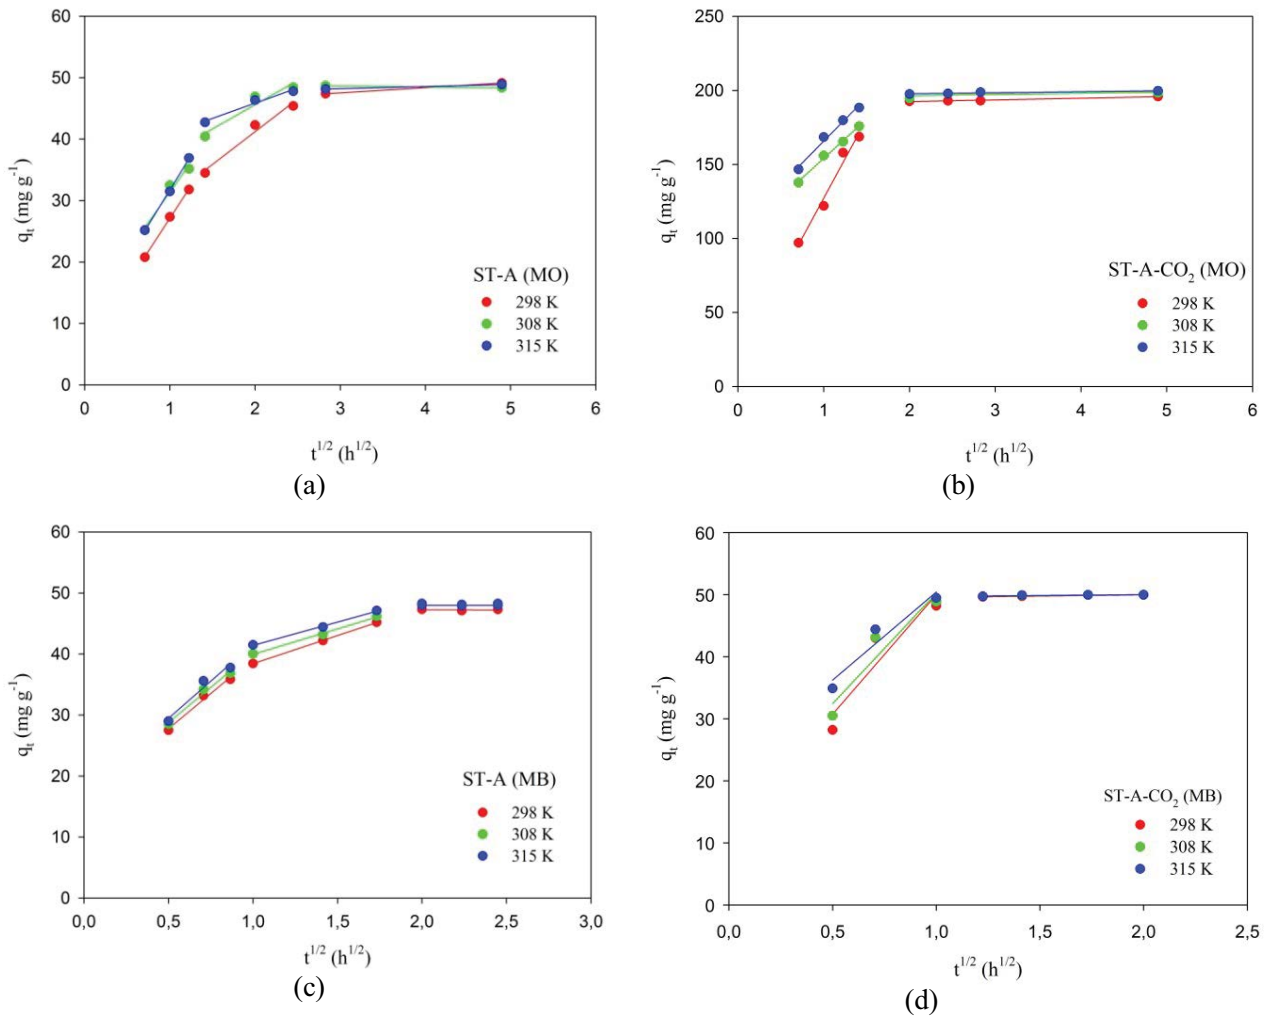 60
50
40
30
20
10
0
q_t (mg g⁻¹)
0 1 2 3 4 5 6
t^1/2 (h^1/2)
ST-A (MO)
298 K
308 K
315 K
(a)
250
200
150
100
50
0
q_t (mg g⁻¹)
0 1 2 3 4 5 6
t^1/2 (h^1/2)
ST-A-CO₂ (MO)
298 K
308 K
315 K
(b)
60
50
40
30
20
10
0
q_t (mg g⁻¹)
0,0 0,5 1,0 1,5 2,0 2,5 3,0
t^1/2 (h^1/2)
ST-A (MB)
298 K
308 K
315 K
(c)
60
50
40
30
20
10
0
q_t (mg g⁻¹)
0,0 0,5 1,0 1,5 2,0 2,5
t^1/2 (h^1/2)
ST-A-CO₂ (MB)
298 K
308 K
315 K
(d)